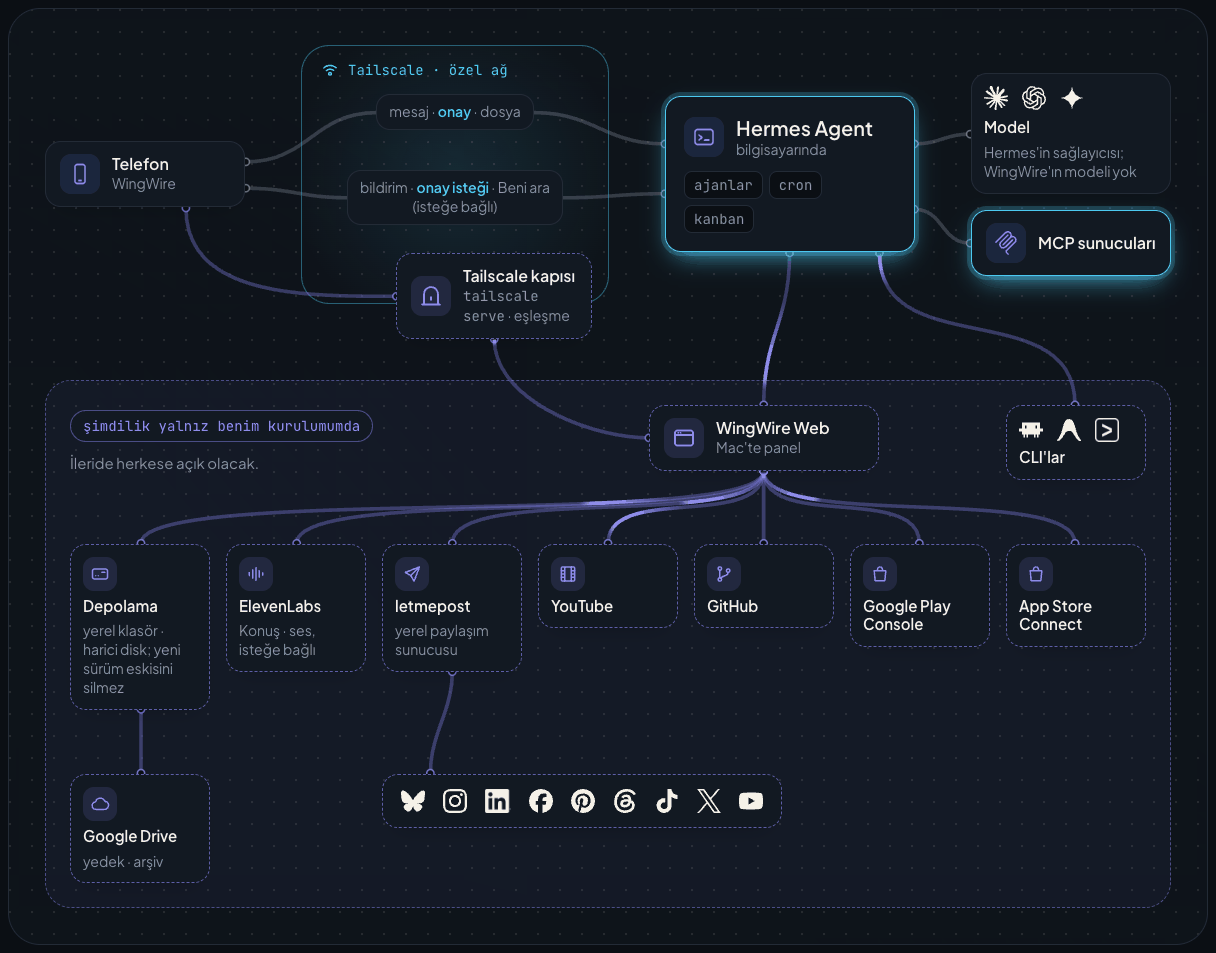 Tailscale · özel ağ
mesaj · onay · dosya
Telefon
WingWire
bildirim · onay isteği · Beni ara
(isteğe bağlı)
Tailscale kapısı
tailscale
serve · eşleşme
Hermes Agent
bilgisayarında
ajanlar
cron
kanban
Model
Hermes'in sağlayıcısı;
WingWire'ın modeli yok
MCP sunucuları
şimdilik yalnız benim kurulumumda
İleride herkese açık olacak.
WingWire Web
Mac'te panel
CLI'lar
Depolama
yerel klasör ·
harici disk; yeni
sürüm eskisini
silmez
ElevenLabs
Konuş · ses,
isteğe bağlı
letmepost
yerel paylaşım
sunucusu
YouTube
GitHub
Google Play
Console
App Store
Connect
Google Drive
yedek · arşiv